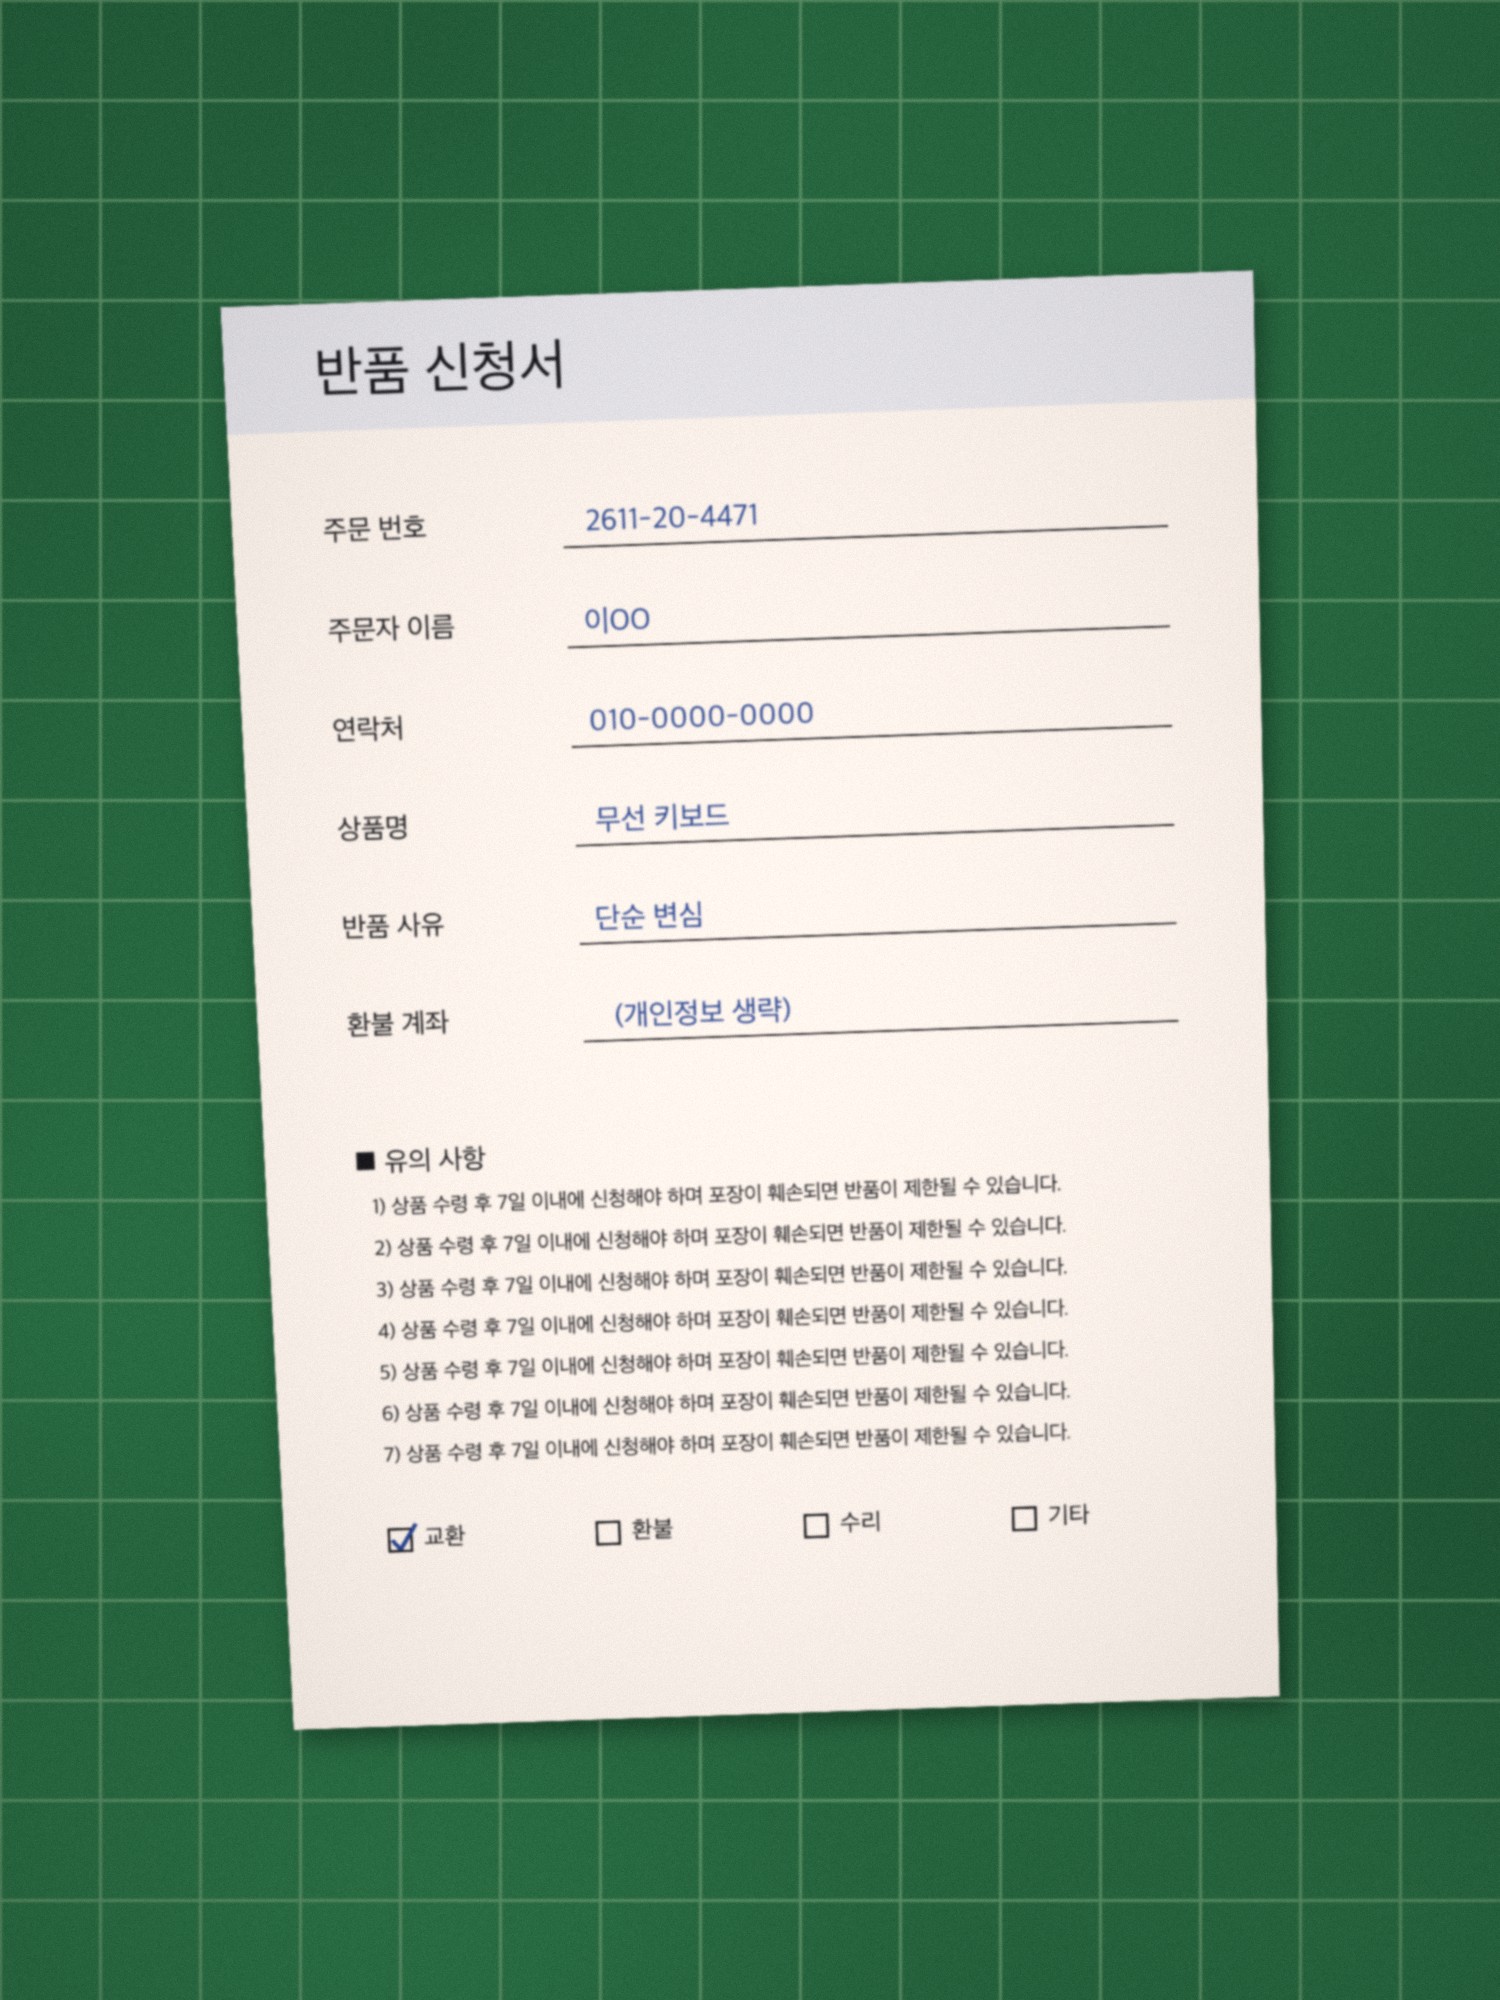 반품 신청서
주문 번호 2611-20-4471
주문자 이름 이OO
연락처 010-0000-0000
상품명 무선 키보드
반품 사유 단순 변심
환불 계좌 (개인정보 생략)
■ 유의 사항
1) 상품 수령 후 7일 이내에 신청해야 하며 포장이 훼손되면 반품이 제한될 수 있습니다.
2) 상품 수령 후 7일 이내에 신청해야 하며 포장이 훼손되면 반품이 제한될 수 있습니다.
3) 상품 수령 후 7일 이내에 신청해야 하며 포장이 훼손되면 반품이 제한될 수 있습니다.
4) 상품 수령 후 7일 이내에 신청해야 하며 포장이 훼손되면 반품이 제한될 수 있습니다.
5) 상품 수령 후 7일 이내에 신청해야 하며 포장이 훼손되면 반품이 제한될 수 있습니다.
6) 상품 수령 후 7일 이내에 신청해야 하며 포장이 훼손되면 반품이 제한될 수 있습니다.
7) 상품 수령 후 7일 이내에 신청해야 하며 포장이 훼손되면 반품이 제한될 수 있습니다.
☑ 교환 ☐ 환불 ☐ 수리 ☐ 기타